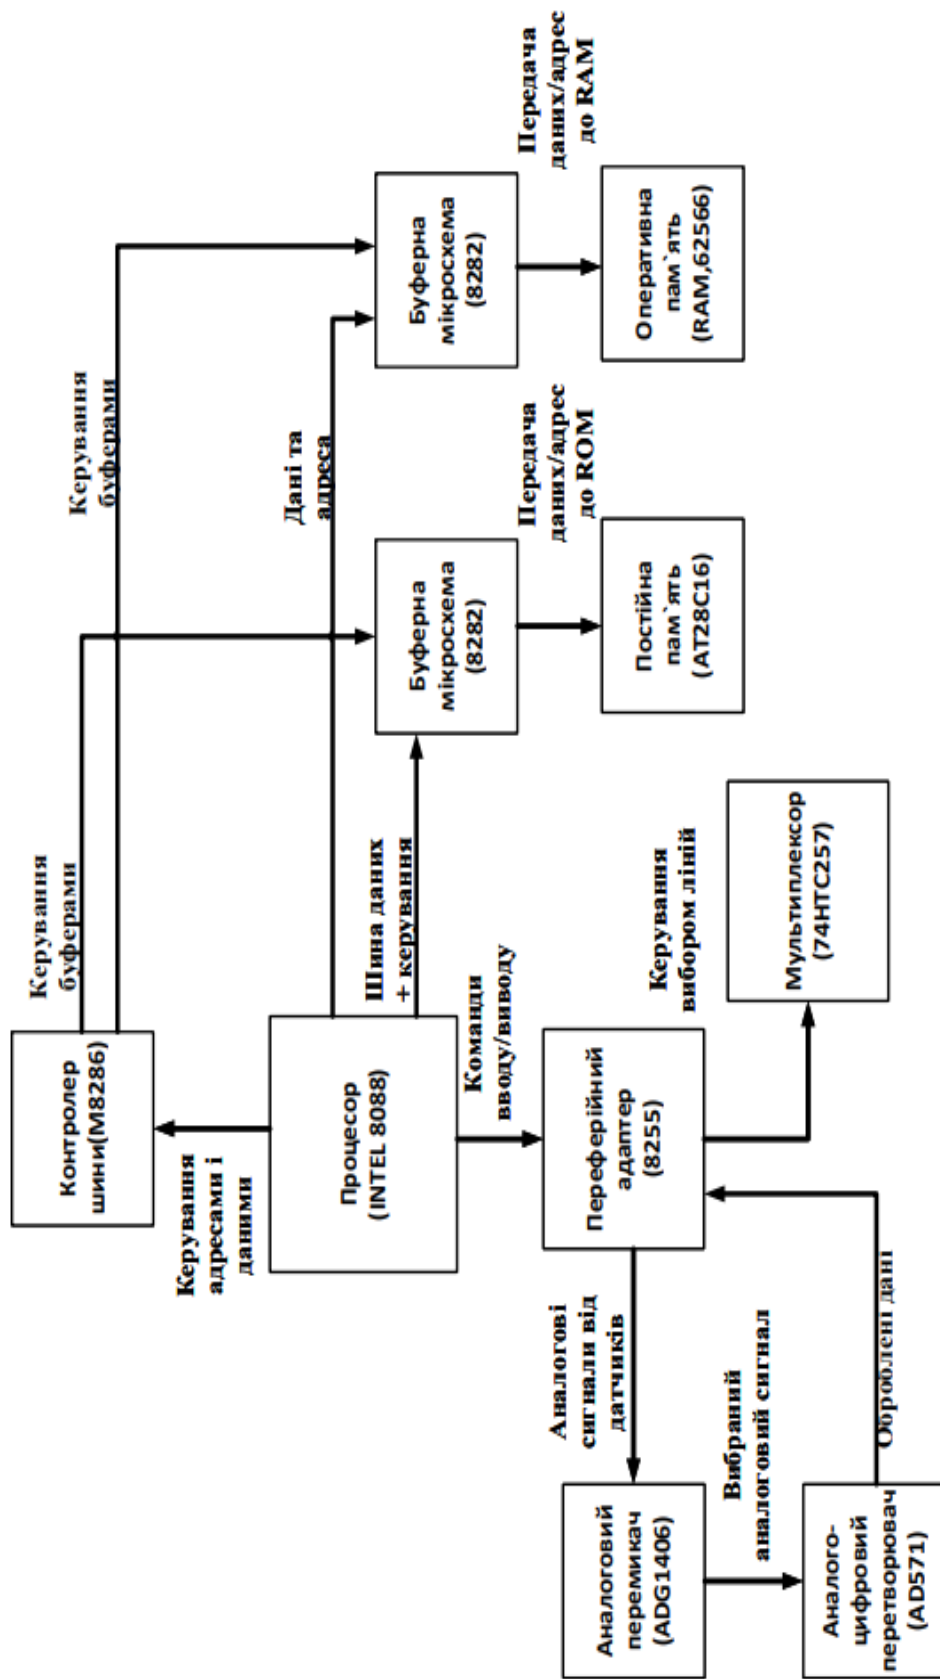 Контролер
шини(M8286)
Керування
буферами
Керування
буферами
Керування
адресами і
даними
Процесор
(INTEL 8088)
Шина даних
+ керування
Дані та
адреса
Буферна
мікросхема
(8282)
Буферна
мікросхема
(8282)
Команди
вводу/виводу
Передача
даних/адрес
до ROM
Передача
даних/адрес
до RAM
Аналогові
сигнали від
датчиків
Переферійний
адаптер
(8255)
Керування
вибором ліній
Постійна
пам`ять
(AT28C16)
Оперативна
пам`ять
(RAM,62566)
Аналоговий
перемикач
(ADG1406)
Вибраний
аналоговий сигнал
Мультиплексор
(74HTC257)
Аналого-
цифровий
перетворювач
(AD571)
Оброблені дані